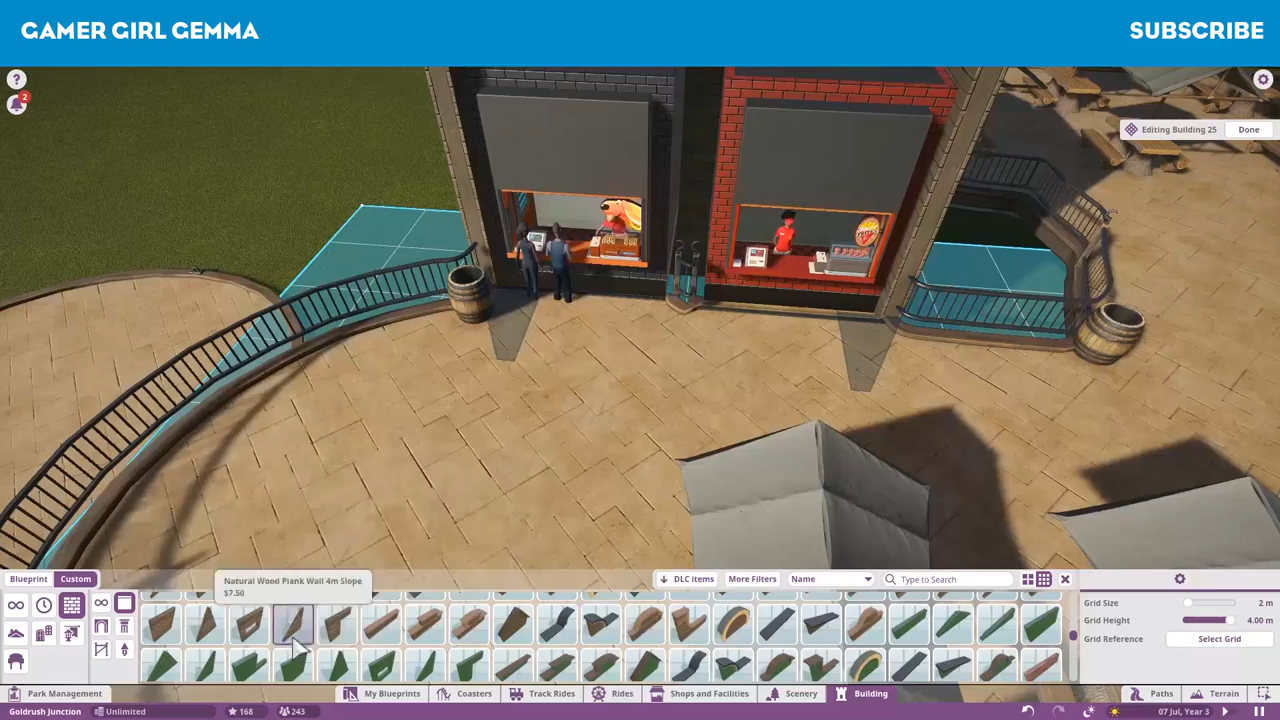 GAMER GIRL GEMMA
SUBSCRIBE
?
2
Editing Building 25
Done
Natural Wood Plank Wall 4m Slope
$7.50
Blueprint
Custom
DLC items
More Filters
Name
Type to Search
Grid Size
2 m
Grid Height
4.00 m
Grid Reference
Select Grid
Park Management
My Blueprints
Coasters
Track Rides
Rides
Shops and Facilities
Scenery
Building
Paths
Terrain
Goldrush Junction
Unlimited
168
243
07 Jul, Year 3